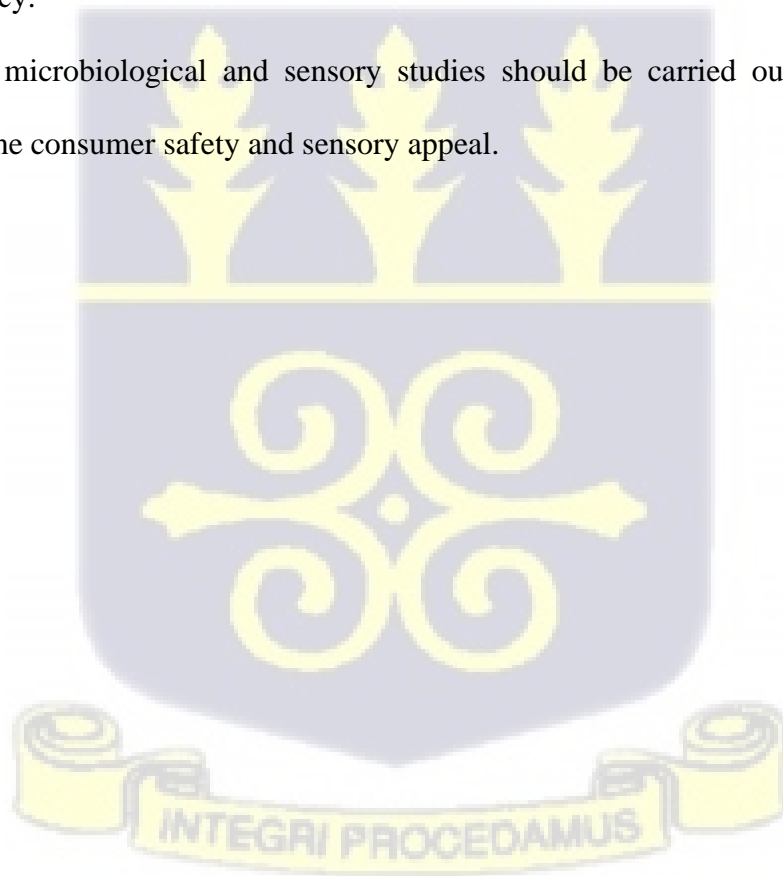 cy.
microbiological and sensory studies should be carried ou
ne consumer safety and sensory appeal.
INTEGRI PROCEDAMUS